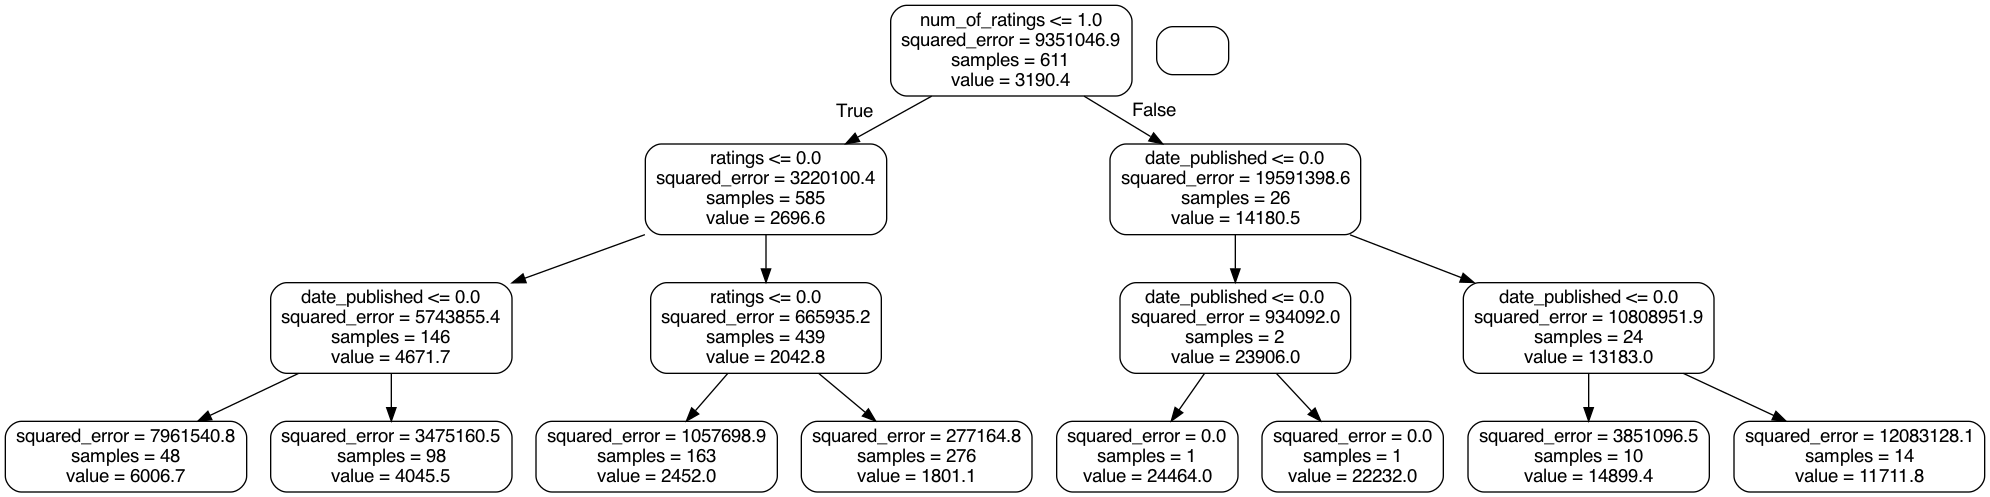 num_of_ratings <= 1.0
squared_error = 9351046.9
samples = 611
value = 3190.4
True
False
ratings <= 0.0
squared_error = 3220100.4
samples = 585
value = 2696.6
date_published <= 0.0
squared_error = 19591398.6
samples = 26
value = 14180.5
date_published <= 0.0
squared_error = 5743855.4
samples = 146
value = 4671.7
ratings <= 0.0
squared_error = 665935.2
samples = 439
value = 2042.8
date_published <= 0.0
squared_error = 934092.0
samples = 2
value = 23906.0
date_published <= 0.0
squared_error = 10808951.9
samples = 24
value = 13183.0
squared_error = 7961540.8
samples = 48
value = 6006.7
squared_error = 3475160.5
samples = 98
value = 4045.5
squared_error = 1057698.9
samples = 163
value = 2452.0
squared_error = 277164.8
samples = 276
value = 1801.1
squared_error = 0.0
samples = 1
value = 24464.0
squared_error = 0.0
samples = 1
value = 22232.0
squared_error = 3851096.5
samples = 10
value = 14899.4
squared_error = 12083128.1
samples = 14
value = 11711.8